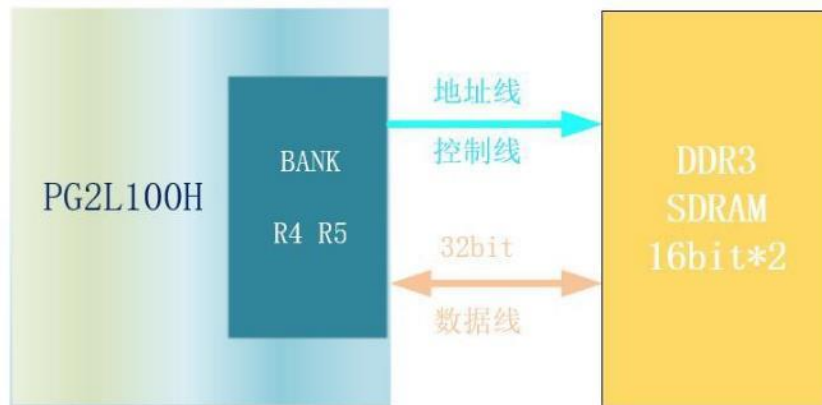 PG2L100H
BANK
R4 R5
地址线
控制线
32bit
数据线
DDR3
SDRAM
16bit*2